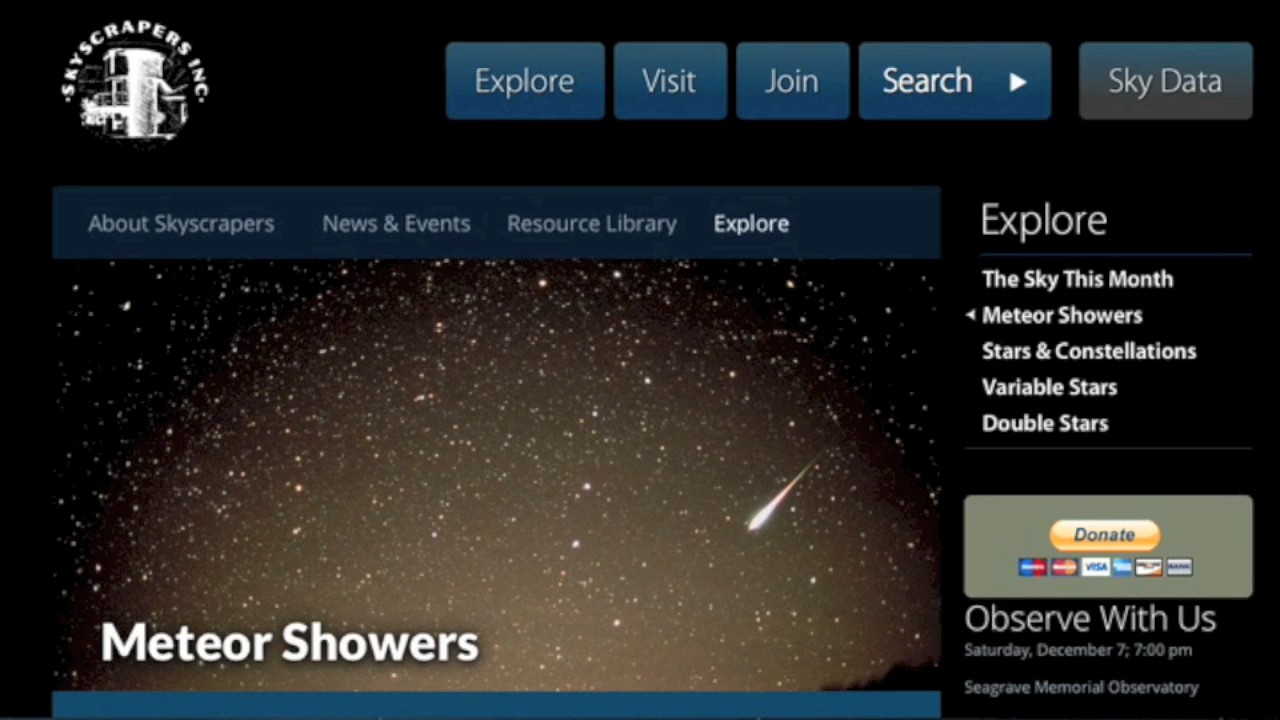 SKYSCRAPERS INC.
Explore
Visit
Join
Search
Sky Data
About Skyscrapers
News & Events
Resource Library
Explore
Meteor Showers
Explore
The Sky This Month
Meteor Showers
Stars & Constellations
Variable Stars
Double Stars
Donate
VISA
Observe With Us
Saturday, December 7; 7:00 pm
Seagrave Memorial Observatory